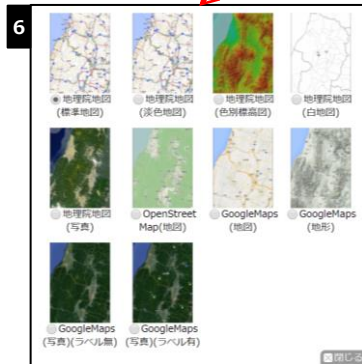 6
地理院地図 地理院地図 地理院地図 地理院地図
(標準地図) (淡色地図) (色別標高図) (白地図)
地理院地図 OpenStreet GoogleMaps GoogleMaps
(写真) Map(地図) (地図) (地形)
GoogleMaps GoogleMaps
(写真)(ラベル無) (写真)(ラベル有)
閉じる